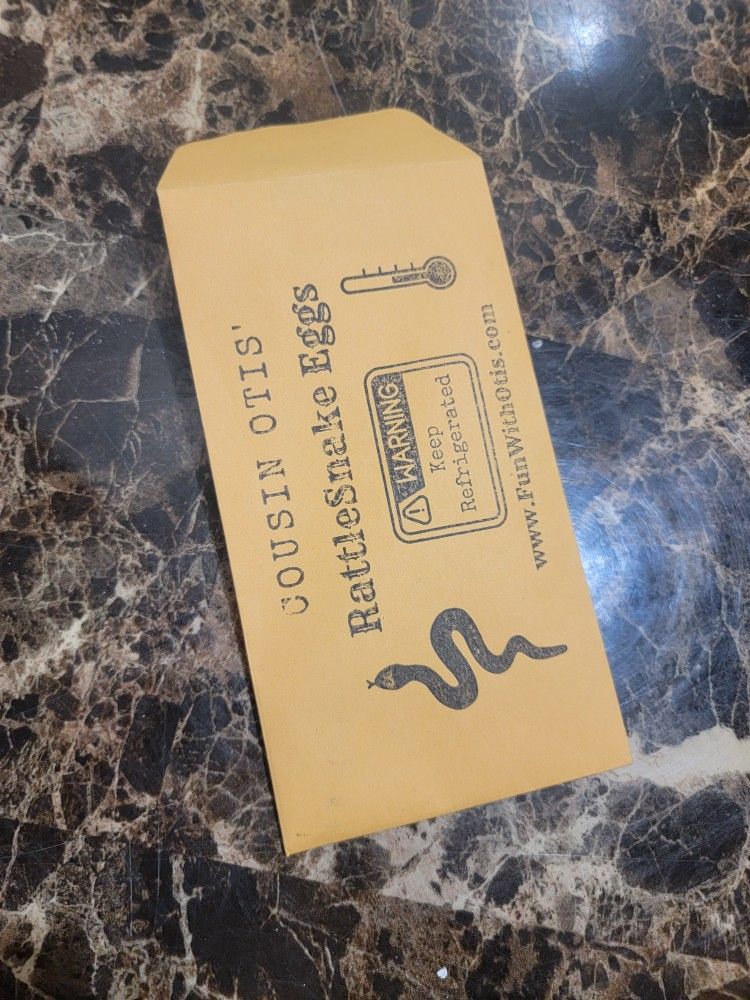 COUSIN OTIS'
RattleSnake Eggs
WARNING
Keep
Refrigerated
www.FunWithOtis.com